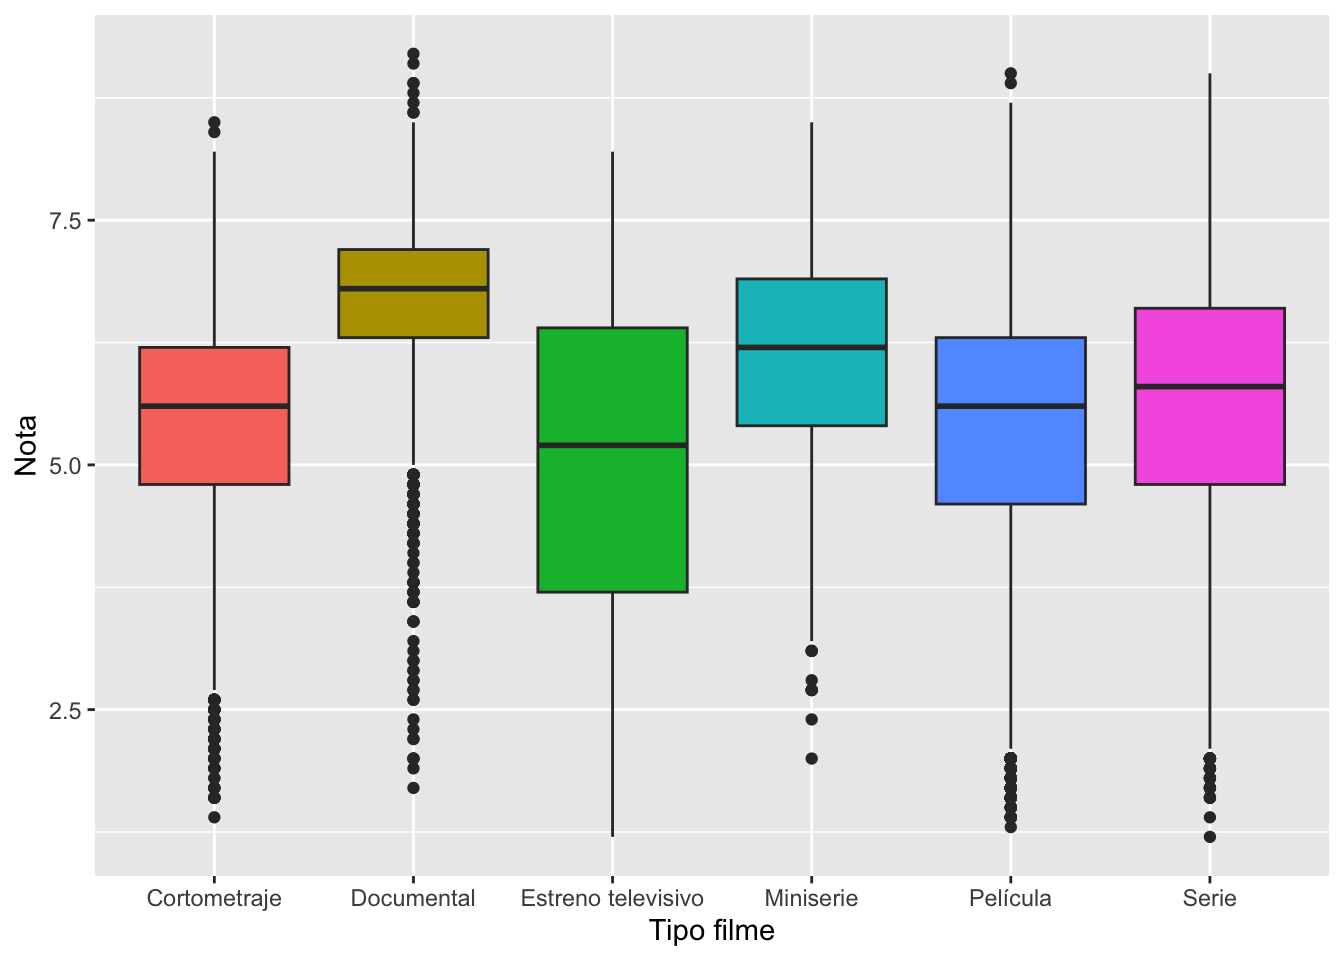 Nota
7.5
5.0
2.5
Cortometraje
Documental
Estreno televisivo
Miniserie
Película
Serie
Tipo filme